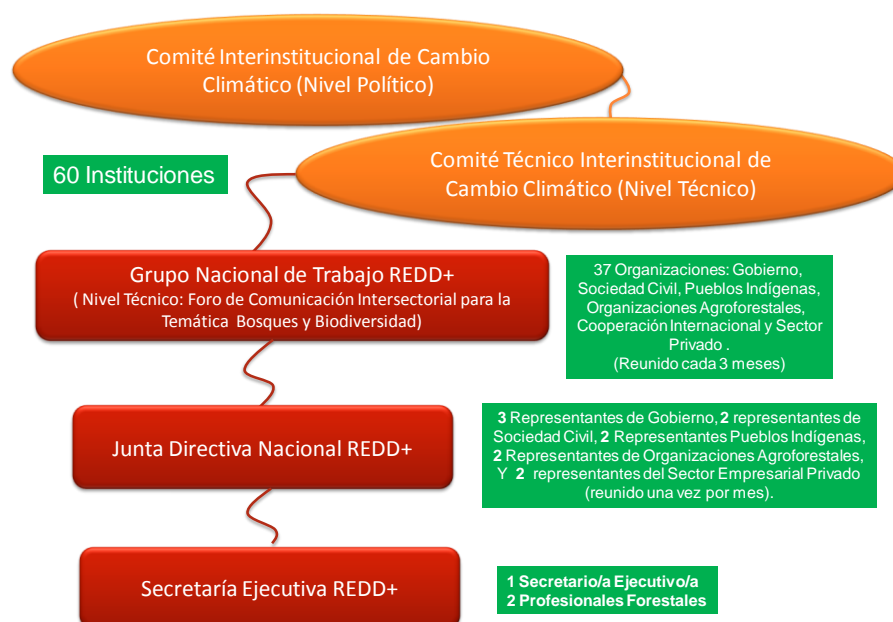 Comité Interinstitucional de Cambio
Climático (Nivel Político)
Comité Técnico Interinstitucional de
Cambio Climático (Nivel Técnico)
60 Instituciones
Grupo Nacional de Trabajo REDD+
( Nivel Técnico: Foro de Comunicación Intersectorial para la
Temática Bosques y Biodiversidad)
37 Organizaciones: Gobierno,
Sociedad Civil, Pueblos Indígenas,
Organizaciones Agroforestales,
Cooperación Internacional y Sector
Privado .
(Reunido cada 3 meses)
Junta Directiva Nacional REDD+
3 Representantes de Gobierno, 2 representantes de
Sociedad Civil, 2 Representantes Pueblos Indígenas,
2 Representantes de Organizaciones Agroforestales,
Y 2 representantes del Sector Empresarial Privado
(reunido una vez por mes).
Secretaría Ejecutiva REDD+
1 Secretario/a Ejecutivo/a
2 Profesionales Forestales